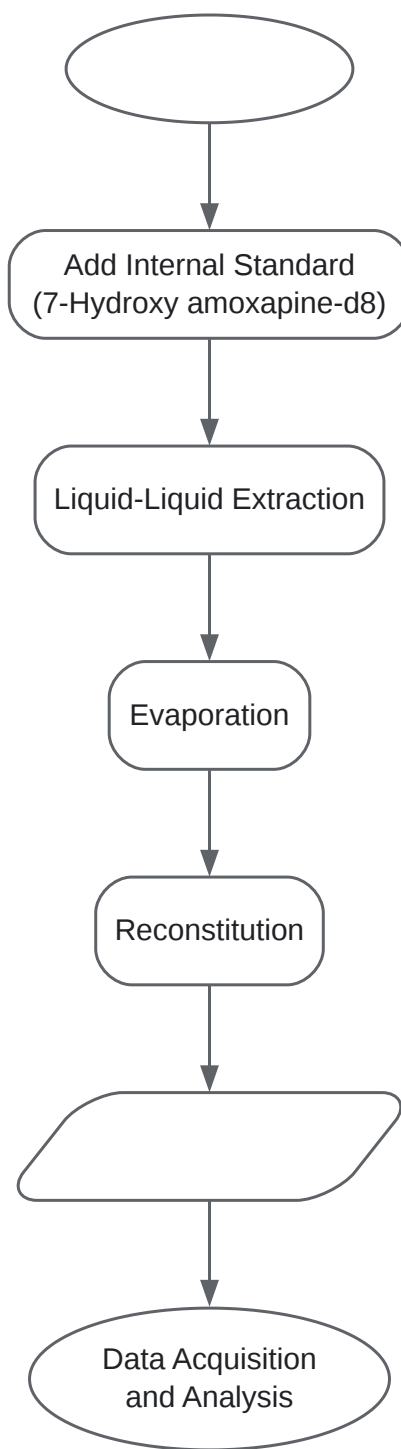 Add Internal Standard
(7-Hydroxy amoxapine-d8)
Liquid-Liquid Extraction
Evaporation
Reconstitution
Data Acquisition
and Analysis